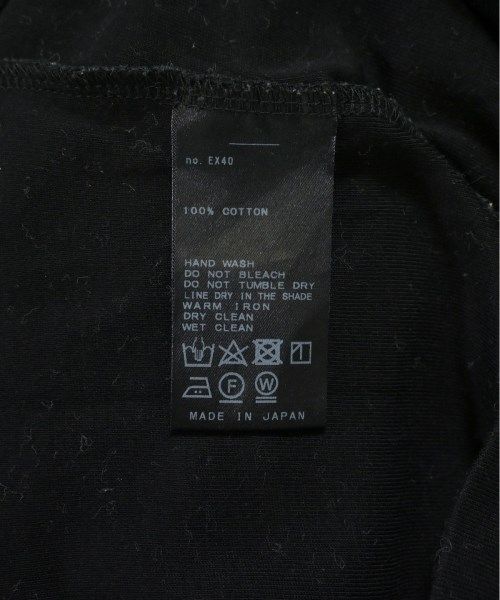 no. EX40
100% COTTON
HAND WASH
DO NOT BLEACH
DO NOT TUMBLE DRY
LINE DRY IN THE SHADE
WARM IRON
DRY CLEAN
WET CLEAN
F W
MADE IN JAPAN